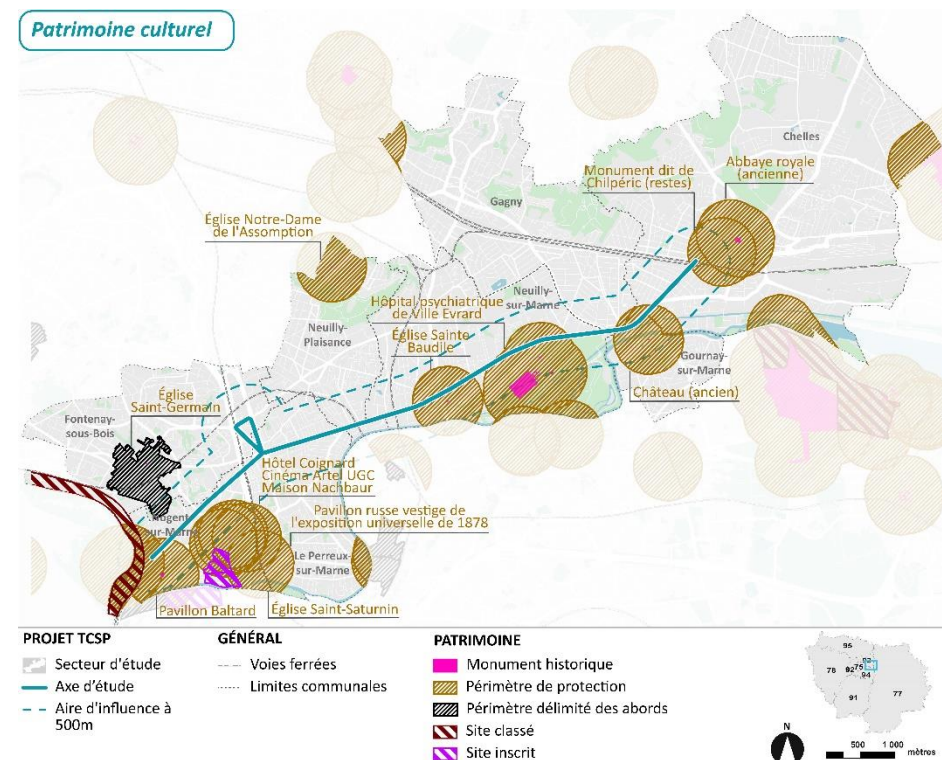 Patrimoine culturel
Chelles
Monument dit de
Chilpéric (restes)
Abbaye royale
(ancienne)
Gagny
Église Notre-Dame
de l'Assomption
Neuilly-
sur-Marne
Hôpital psychiatrique
de Ville Evrard
Église Sainte
Baudile
Neuilly-
Plaisance
Gournay-
sur-Marne
Château (ancien)
Église
Saint-Germain
Fontenay-
sous-Bois
Hôtel Coignard
Cinéma Artel UGC
Maison Nachbaur
Pavillon russe vestige de
l'exposition universelle de 1878
Nogent
sur-Marne
Le Perreux-
sur-Marne
Pavillon Baltard
Église Saint-Saturnin
PROJET TCSP
Secteur d'étude
Axe d'étude
Aire d'influence à
500m
GÉNÉRAL
Voies ferrées
Limites communales
PATRIMOINE
Monument historique
Périmètre de protection
Périmètre délimité des abords
Site classé
Site inscrit
95
78
92
75
94
77
91
N
500
1 000
mètres